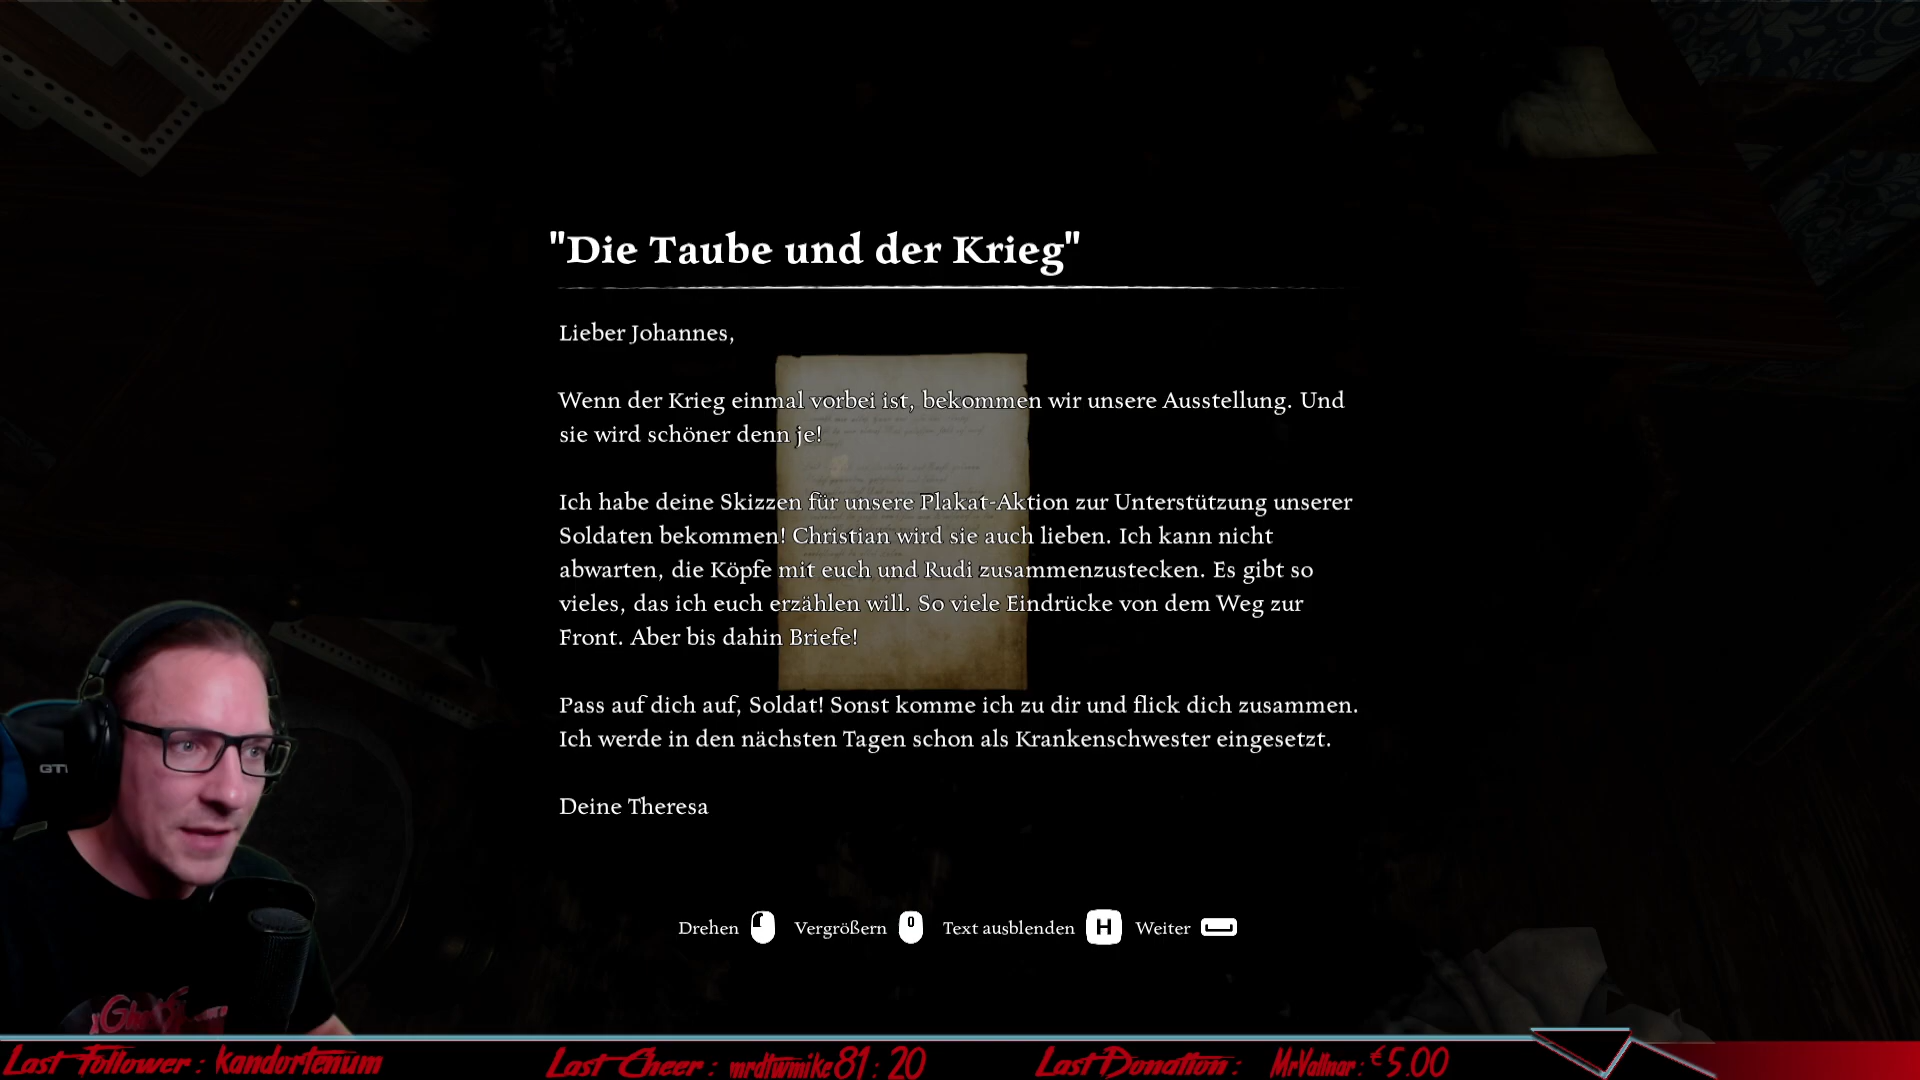 "Die Taube und der Krieg"
Lieber Johannes,
Wenn der Krieg einmal vorbei ist, bekommen wir unsere Ausstellung. Und
sie wird schöner denn je!
Ich habe deine Skizzen für unsere Plakat-Aktion zur Unterstützung unserer
Soldaten bekommen! Christian wird sie auch lieben. Ich kann nicht
abwarten, die Köpfe mit euch und Rudi zusammenzustecken. Es gibt so
vieles, das ich euch erzählen will. So viele Eindrücke von dem Weg zur
Front. Aber bis dahin Briefe!
Pass auf dich auf, Soldat! Sonst komme ich zu dir und flick dich zusammen.
Ich werde in den nächsten Tagen schon als Krankenschwester eingesetzt.
Deine Theresa
Drehen Vergrößern Text ausblenden H Weiter
Last Follower : kandortenum Last Cheer : mrdtwmike81 : 20 Last Donation : MrVallnar : €5.00